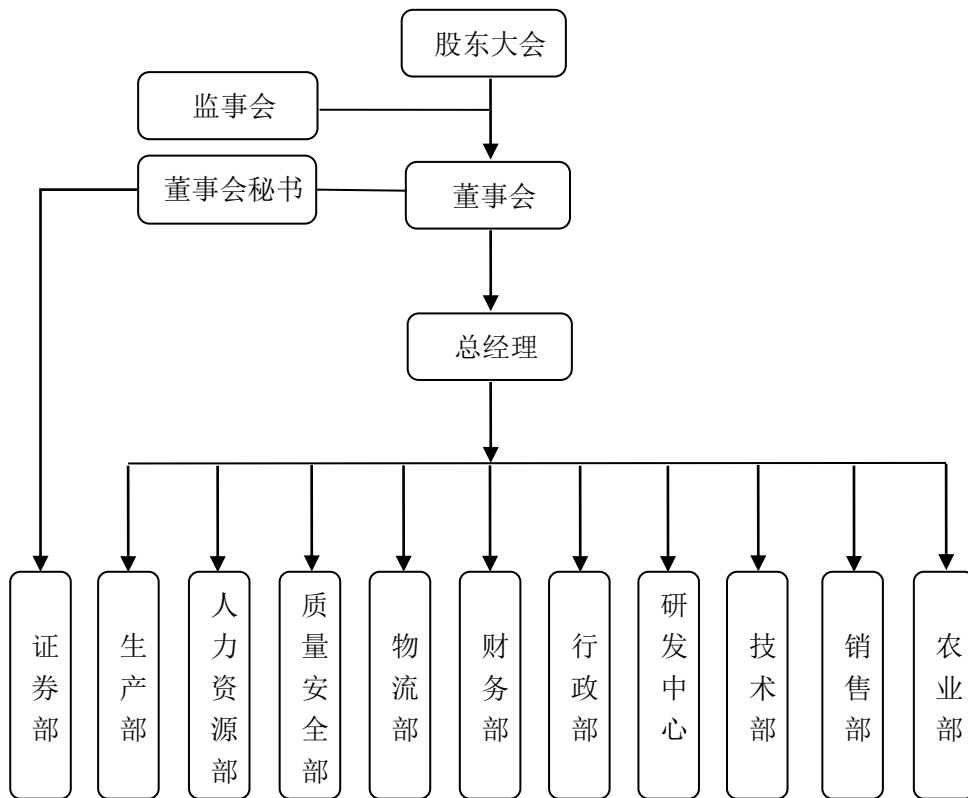 股东大会
监事会
董事会秘书
董事会
总经理
证券部
生产部
人力资源部
质量安全部
物流部
财务部
行政部
研发中心
技术部
销售部
农业部